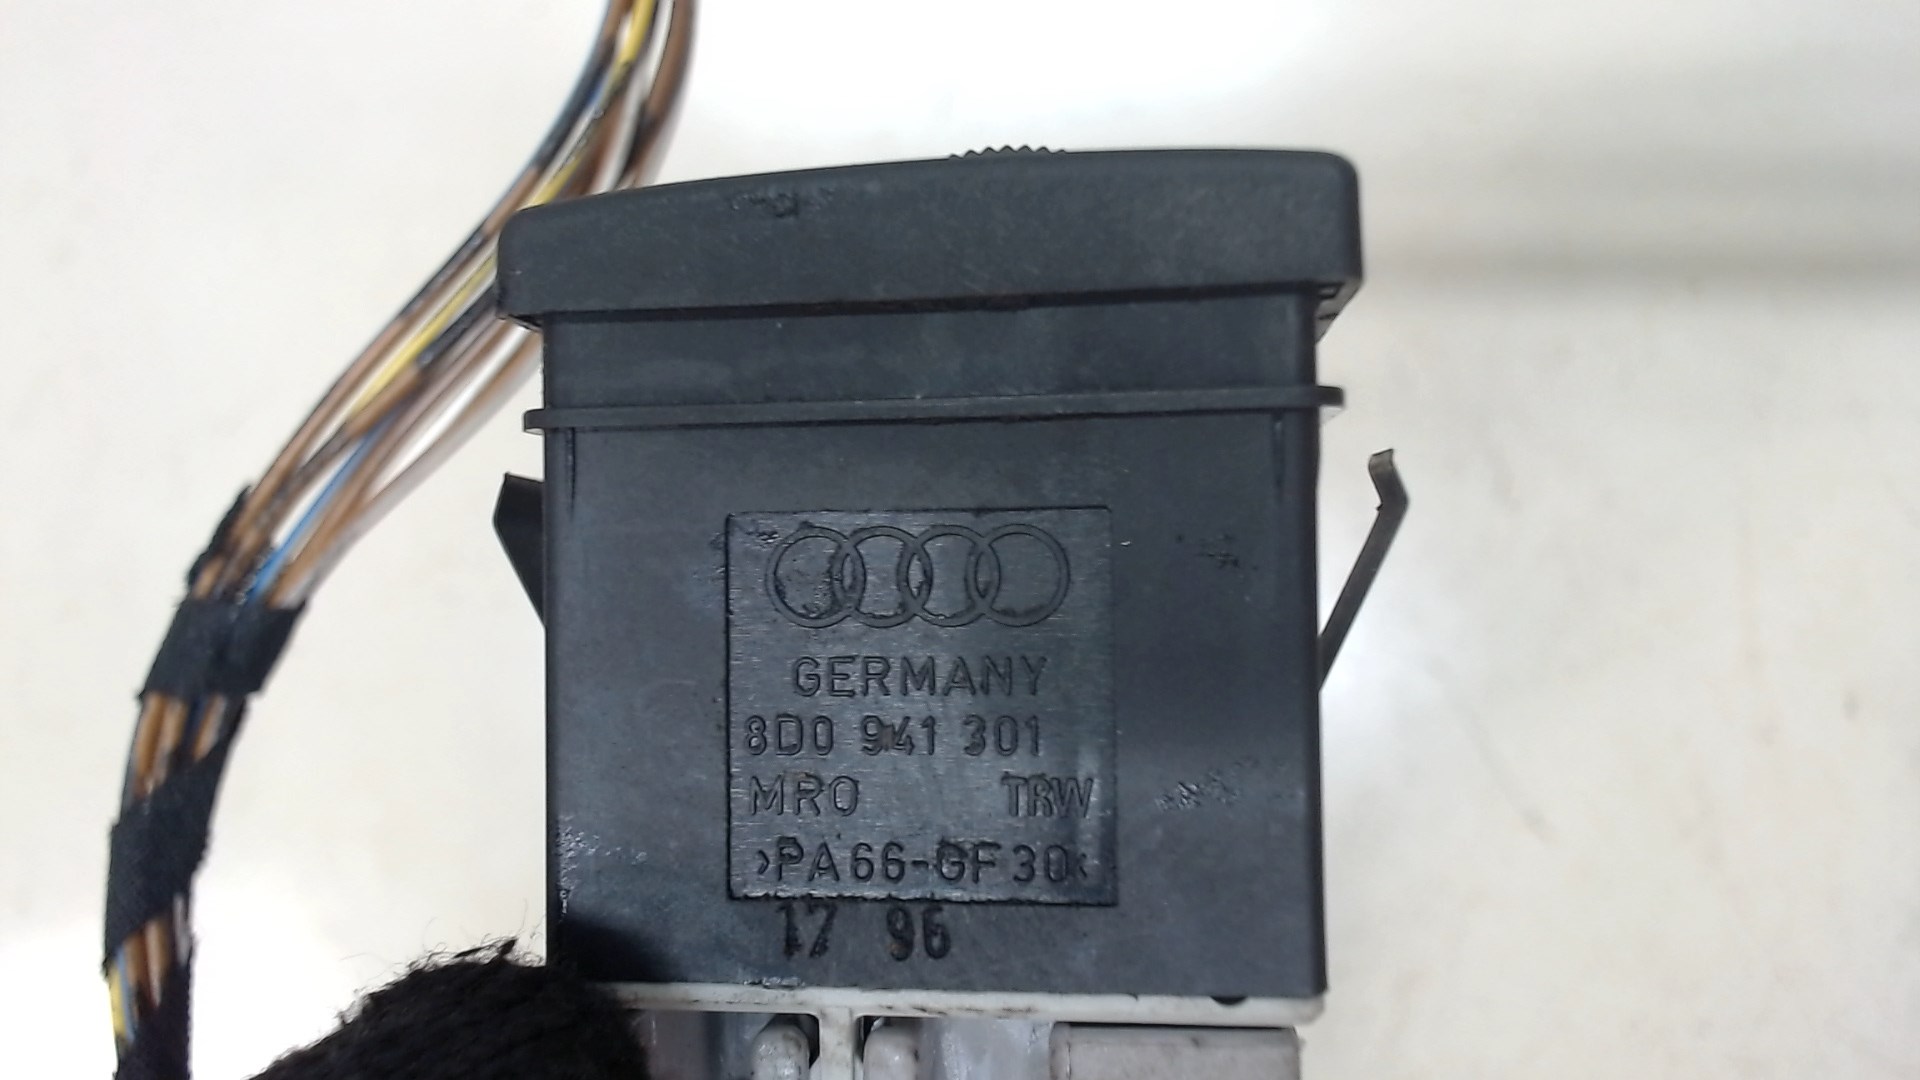 GERMANY
8D0 941 301
MRO TRW
>PA66-GF30<
17 96